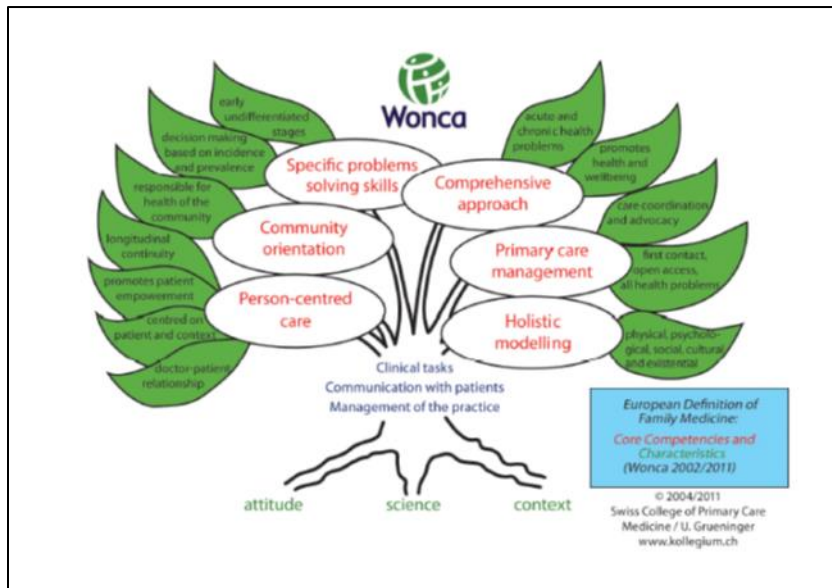 Wonca
early
undifferentiated
stages
decision making
based on incidence
and prevalence
responsible for
health of the
community
longitudinal
continuity
promotes patient
empowerment
centred on
patient and context
doctor-patient
relationship
Specific problems
solving skills
Community
orientation
Person-centred
care
Comprehensive
approach
Primary care
management
Holistic
modelling
acute and
chronic health
problems
promotes
health and
wellbeing
care coordination
and advocacy
first contact,
open access,
all health problems
physical, psycholo-
gical, social, cultural
and existential
Clinical tasks
Communication with patients
Management of the practice
attitude
science
context
European Definition of
Family Medicine:
Core Competencies and
Characteristics
(Wonca 2002/2011)
© 2004/2011
Swiss College of Primary Care
Medicine / U. Grueninger
www.kollegium.ch